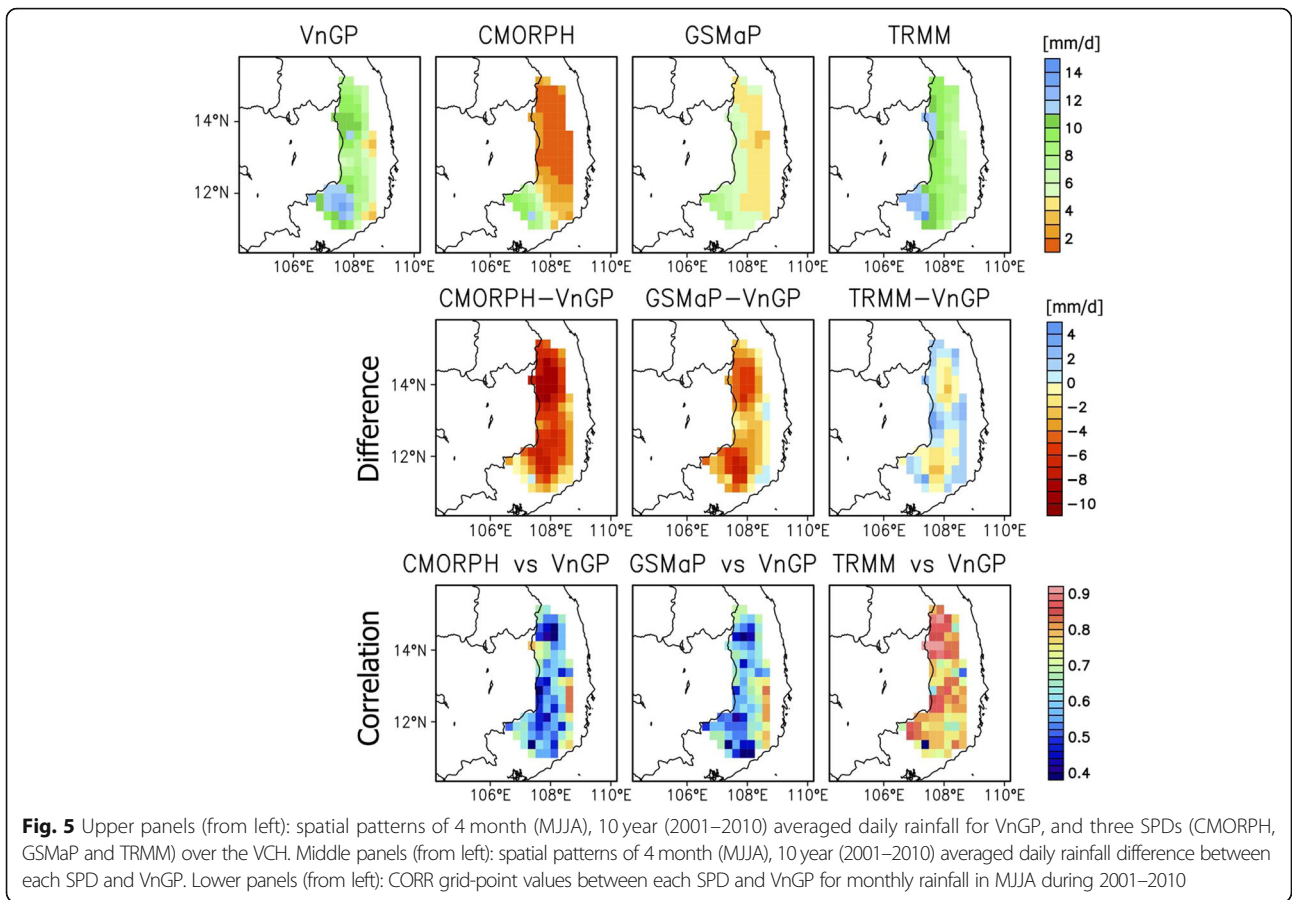 VnGP CMORPH GSMaP TRMM
[mm/d]
14
12
10
8
6
4
2
14°N
12°N
106°E 108°E 110°E 106°E 108°E 110°E 106°E 108°E 110°E 106°E 108°E 110°E
CMORPH−VnGP GSMaP−VnGP TRMM−VnGP
[mm/d]
4
2
0
−2
−4
−6
−8
−10
Difference
14°N
12°N
106°E 108°E 110°E 106°E 108°E 110°E 106°E 108°E 110°E
CMORPH vs VnGP GSMaP vs VnGP TRMM vs VnGP
0.9
0.8
0.7
0.6
0.5
0.4
Correlation
14°N
12°N
106°E 108°E 110°E 106°E 108°E 110°E 106°E 108°E 110°E
Fig. 5 Upper panels (from left): spatial patterns of 4 month (MJJA), 10 year (2001–2010) averaged daily rainfall for VnGP, and three SPDs (CMORPH,
GSMaP and TRMM) over the VCH. Middle panels (from left): spatial patterns of 4 month (MJJA), 10 year (2001–2010) averaged daily rainfall difference between
each SPD and VnGP. Lower panels (from left): CORR grid-point values between each SPD and VnGP for monthly rainfall in MJJA during 2001–2010